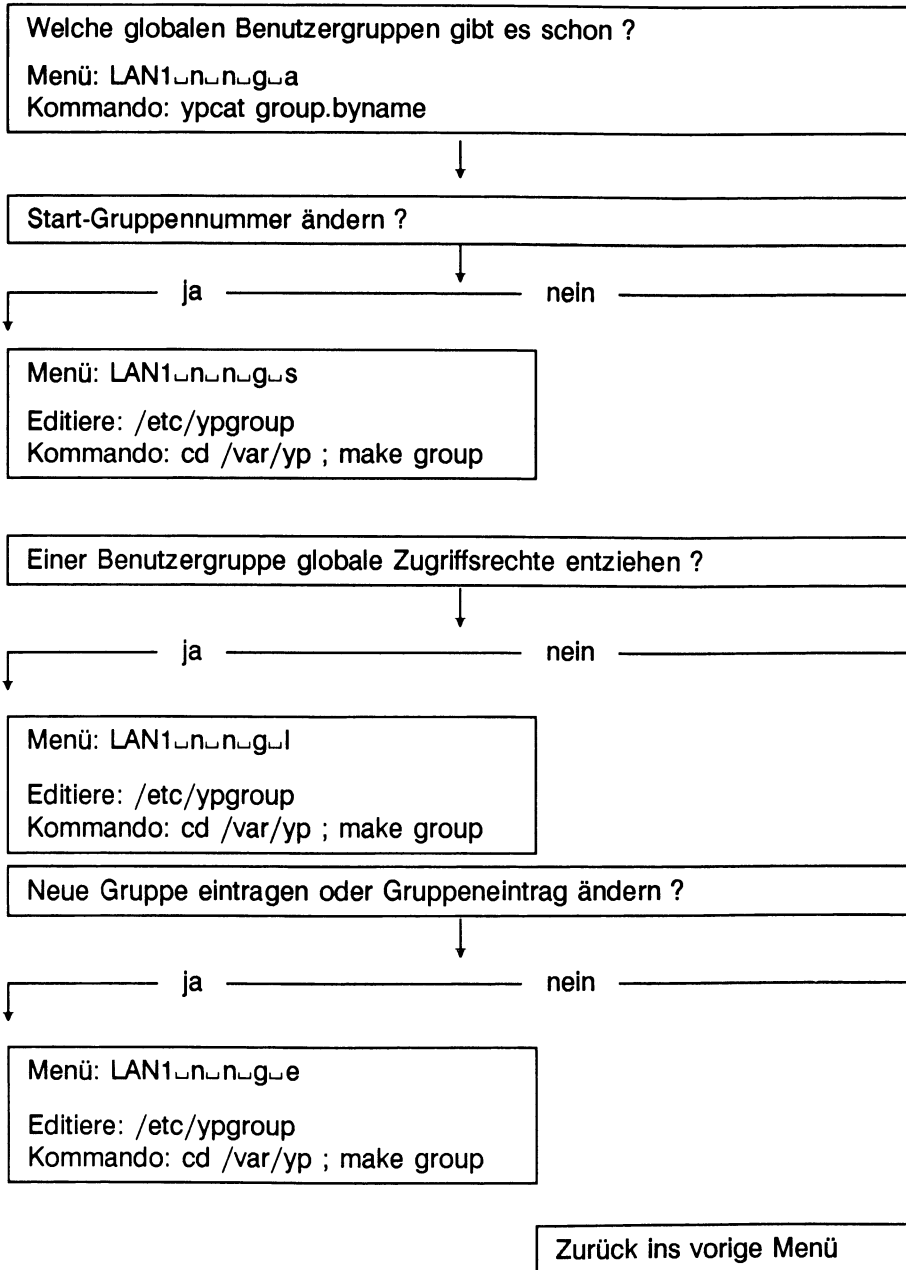 Welche globalen Benutzergruppen gibt es schon ?
Menü: LAN1␣n␣n␣g␣a
Kommando: ypcat group.byname
Start-Gruppennummer ändern ?
ja nein
Menü: LAN1␣n␣n␣g␣s
Editiere: /etc/ypgroup
Kommando: cd /var/yp ; make group
Einer Benutzergruppe globale Zugriffsrechte entziehen ?
ja nein
Menü: LAN1␣n␣n␣g␣l
Editiere: /etc/ypgroup
Kommando: cd /var/yp ; make group
Neue Gruppe eintragen oder Gruppeneintrag ändern ?
ja nein
Menü: LAN1␣n␣n␣g␣e
Editiere: /etc/ypgroup
Kommando: cd /var/yp ; make group
Zurück ins vorige Menü